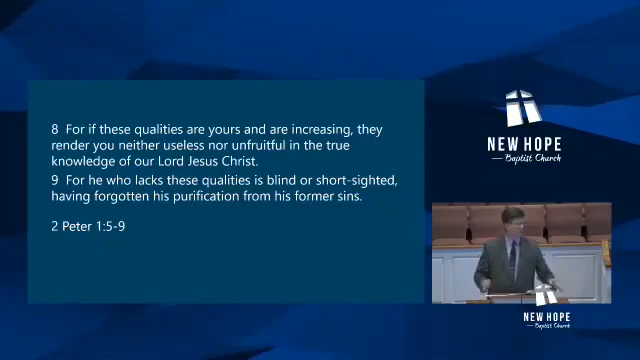 8 For if these qualities are yours and are increasing, they
render you neither useless nor unfruitful in the true
knowledge of our Lord Jesus Christ.
9 For he who lacks these qualities is blind or short-sighted,
having forgotten his purification from his former sins.
2 Peter 1:5-9
NEW HOPE
Baptist Church
NEW HOPE
Baptist Church